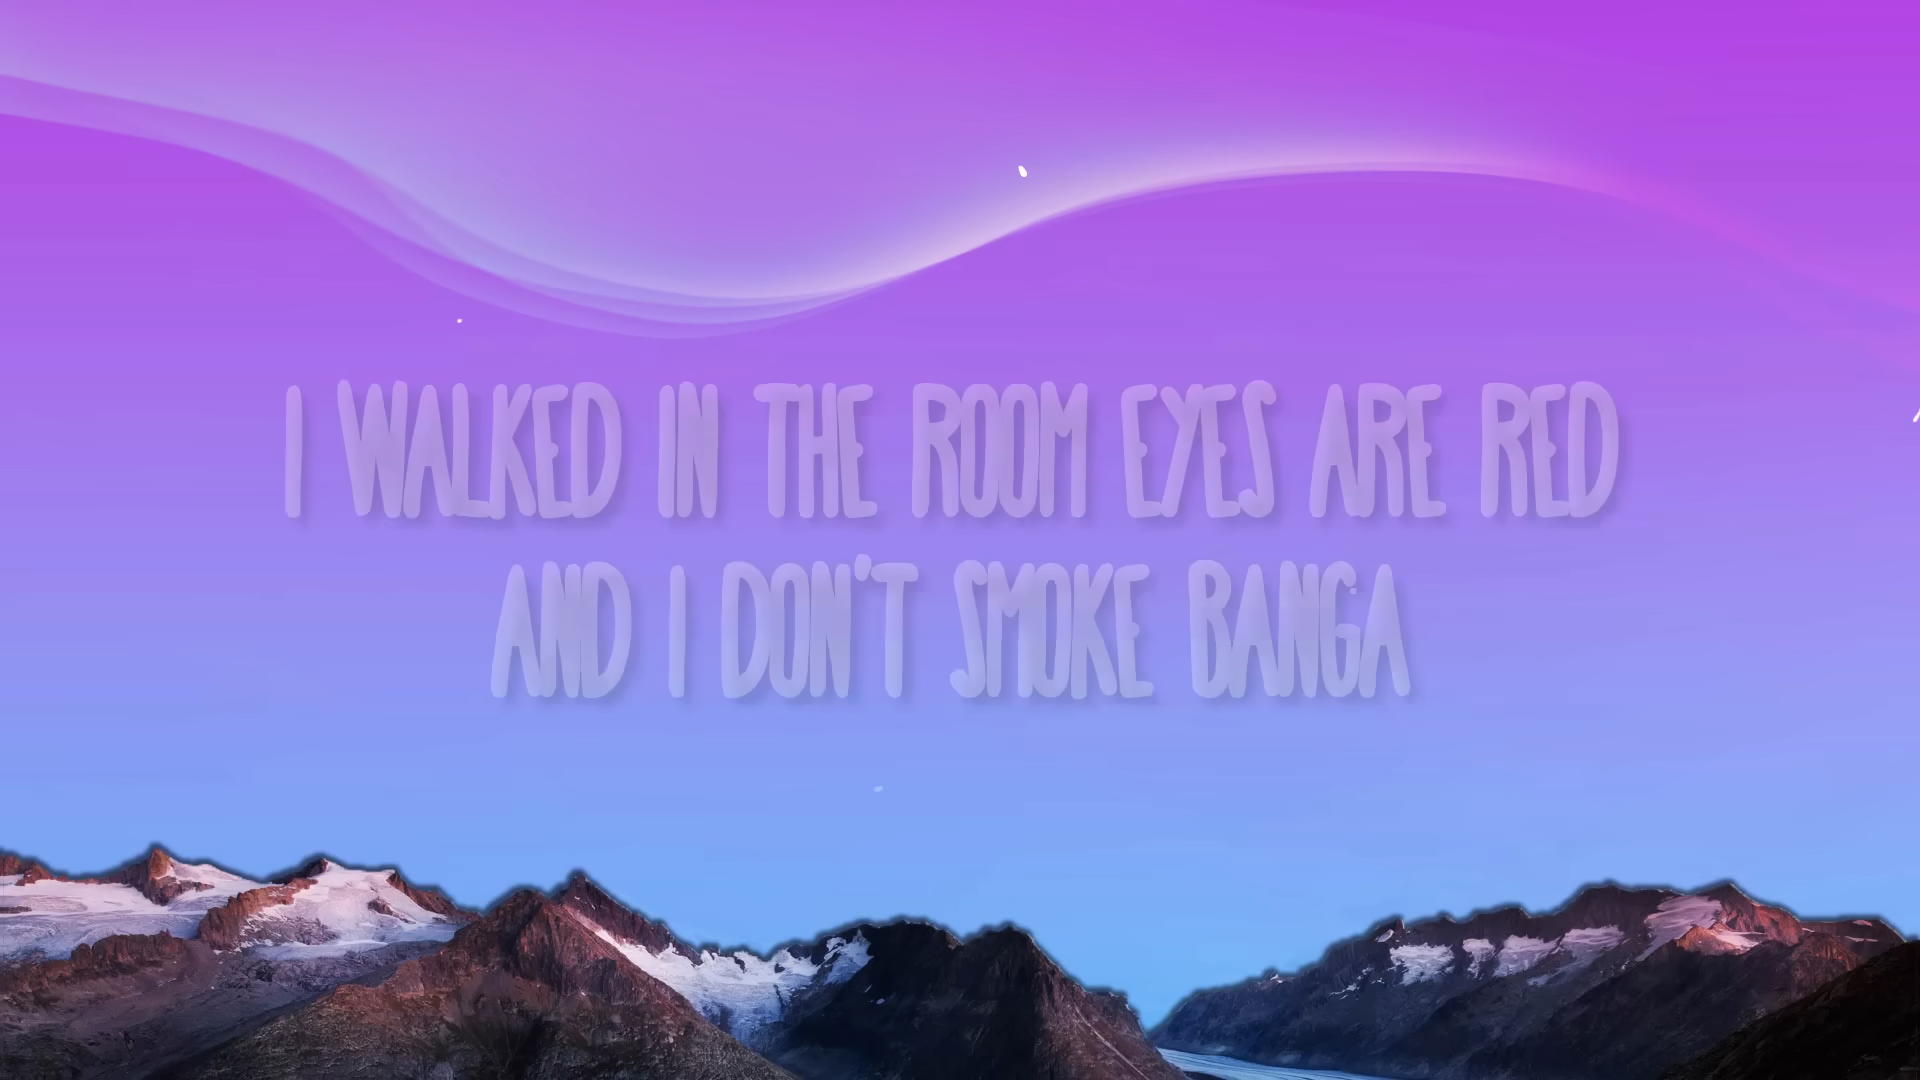 I WALKED IN THE ROOM EYES ARE RED
AND I DON'T SMOKE BANGA